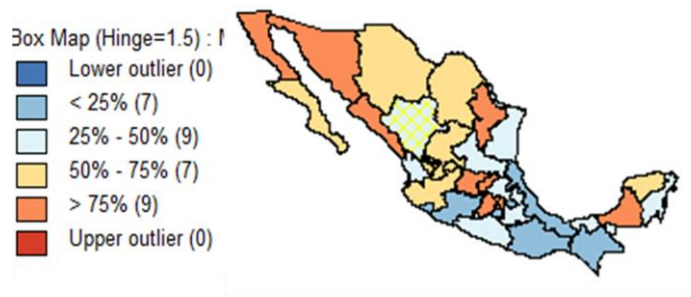 Box Map (Hinge=1.5) :
Lower outlier (0)
< 25% (7)
25% - 50% (9)
50% - 75% (7)
> 75% (9)
Upper outlier (0)